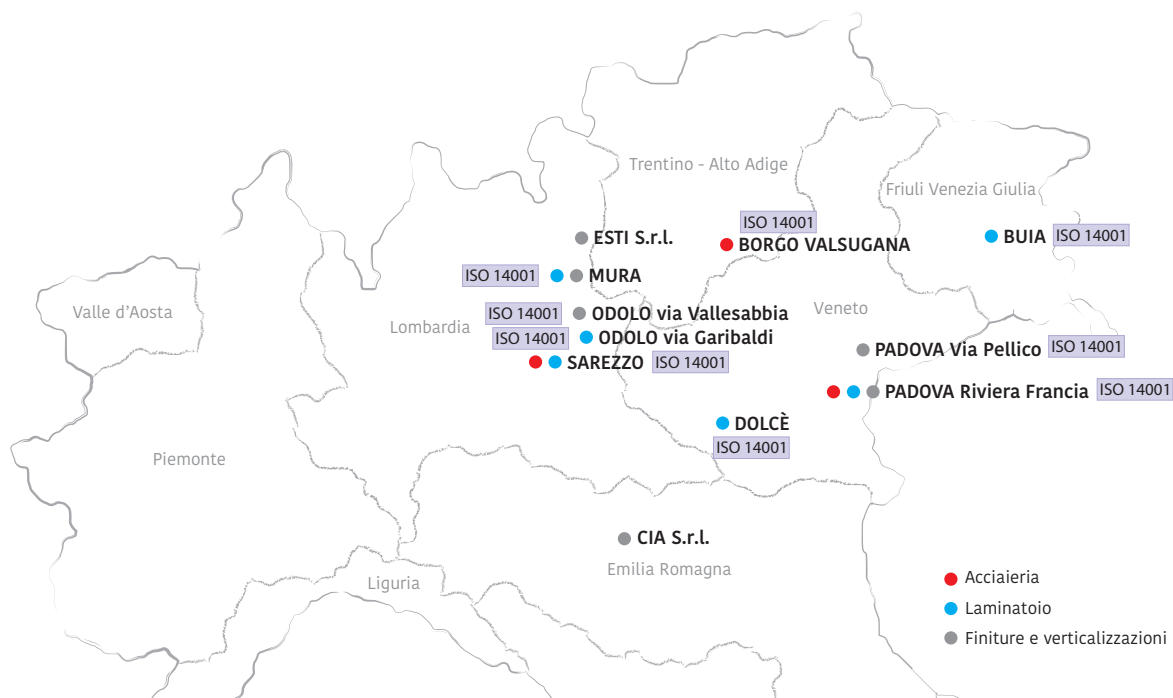 Trentino - Alto Adige
Friuli Venezia Giulia
ISO 14001
ESTI S.r.l.
BORGO VALSUGANA
BUIA ISO 14001
ISO 14001 MURA
Valle d'Aosta
ISO 14001 ODOLO via Vallesabbia
Veneto
Lombardia
ISO 14001 ODOLO via Garibaldi
PADOVA Via Pellico ISO 14001
SAREZZO ISO 14001
PADOVA Riviera Francia ISO 14001
DOLCÈ
ISO 14001
Piemonte
CIA S.r.l.
Emilia Romagna
Liguria
Acciaieria
Laminatoio
Finiture e verticalizzazioni